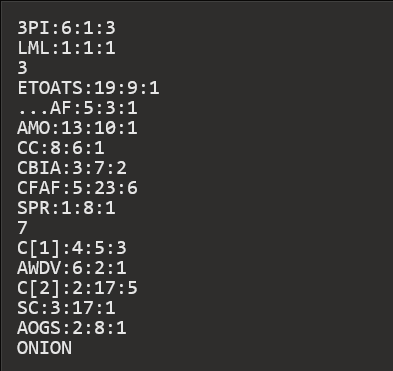 3PI:6:1:3
LML:1:1:1
3
ETOATS:19:9:1
...AF:5:3:1
AMO:13:10:1
CC:8:6:1
CBIA:3:7:2
CFAF:5:23:6
SPR:1:8:1
7
C[1]:4:5:3
AWDV:6:2:1
C[2]:2:17:5
SC:3:17:1
AOGS:2:8:1
ONION